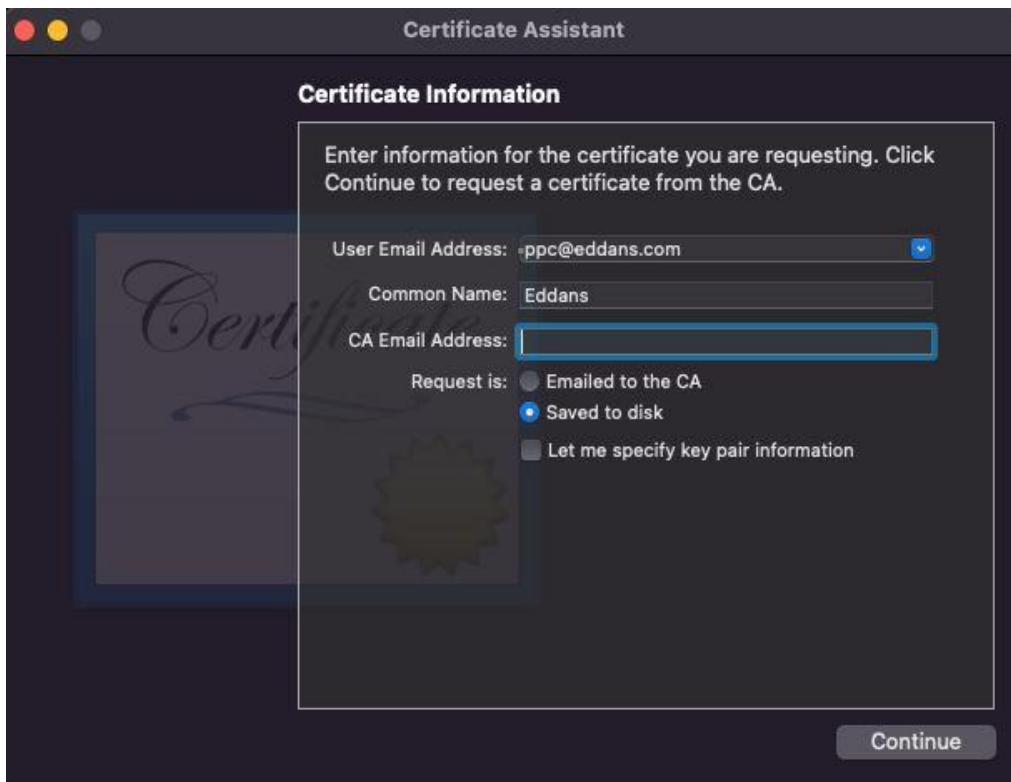 Certificate Assistant
Certificate Information
Enter information for the certificate you are requesting. Click
Continue to request a certificate from the CA.
User Email Address: ppc@eddans.com
Common Name: Eddans
CA Email Address:
Request is: Emailed to the CA
Saved to disk
Let me specify key pair information
Certificate
Continue